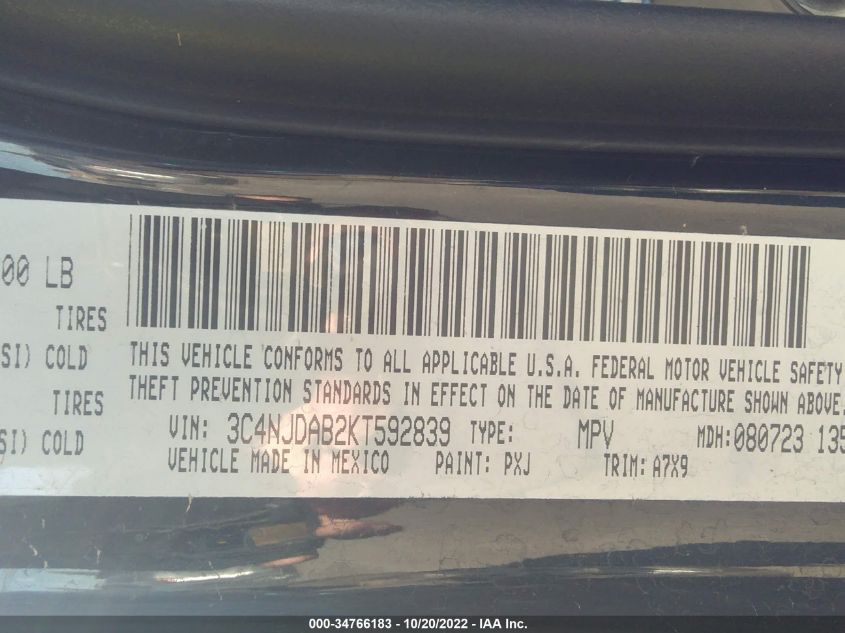 00 LB
TIRES
SI) COLD
TIRES
SI) COLD
THIS VEHICLE CONFORMS TO ALL APPLICABLE U.S.A. FEDERAL MOTOR VEHICLE SAFETY
THEFT PREVENTION STANDARDS IN EFFECT ON THE DATE OF MANUFACTURE SHOWN ABOVE.
VIN: 3C4NJDAB2KT592839 TYPE: MPV MDH:080723 135
VEHICLE MADE IN MEXICO PAINT: PXJ TRIM: A7X9
000-34766183 - 10/20/2022 - IAA Inc.